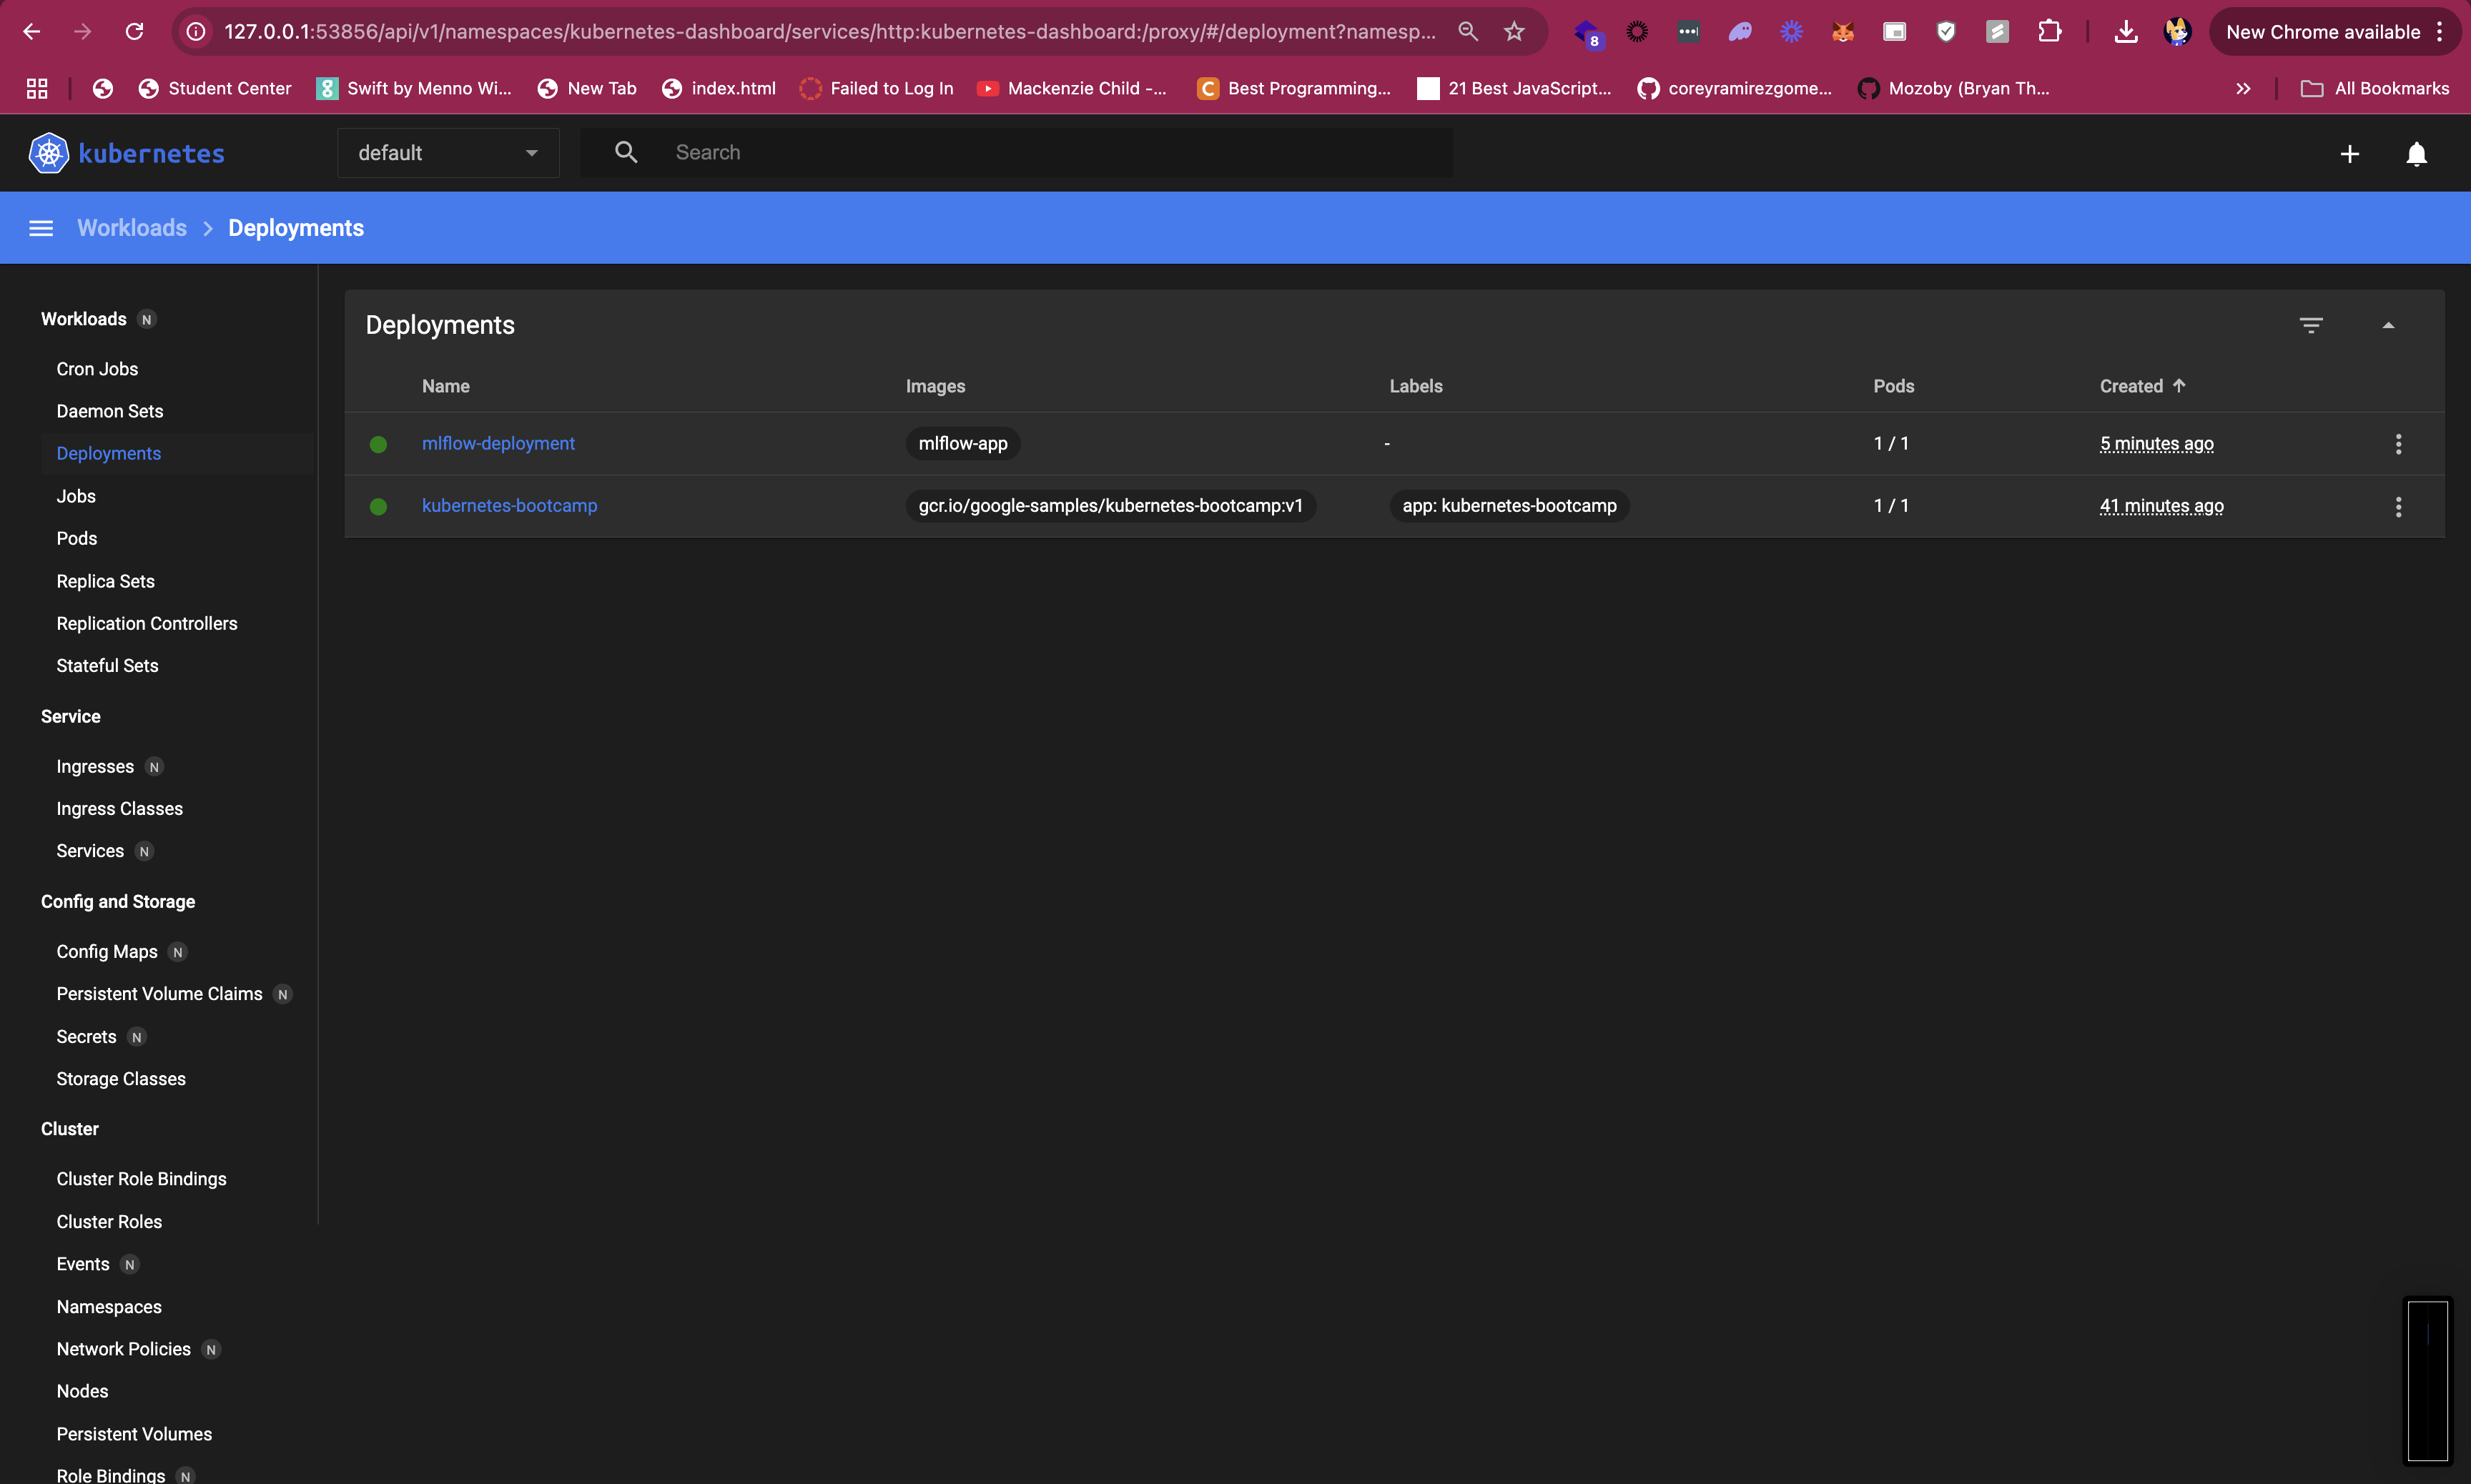 127.0.0.1:53856/api/v1/namespaces/kubernetes-dashboard/services/http:kubernetes-dashboard:/proxy/#/deployment?namesp...
8
New Chrome available
Student Center
8 Swift by Menno Wi...
New Tab
index.html
Failed to Log In
Mackenzie Child -...
C Best Programming...
21 Best JavaScript...
coreyramirezgome...
Mozoby (Bryan Th...
All Bookmarks
kubernetes
default
Search
Workloads
Deployments
Workloads N
Cron Jobs
Daemon Sets
Deployments
Jobs
Pods
Replica Sets
Replication Controllers
Stateful Sets
Service
Ingresses N
Ingress Classes
Services N
Config and Storage
Config Maps N
Persistent Volume Claims N
Secrets N
Storage Classes
Cluster
Cluster Role Bindings
Cluster Roles
Events N
Namespaces
Network Policies N
Nodes
Persistent Volumes
Role Bindings N
Deployments
Name Images Labels Pods Created
mlflow-deployment mlflow-app - 1 / 1 5 minutes ago
kubernetes-bootcamp gcr.io/google-samples/kubernetes-bootcamp:v1 app: kubernetes-bootcamp 1 / 1 41 minutes ago